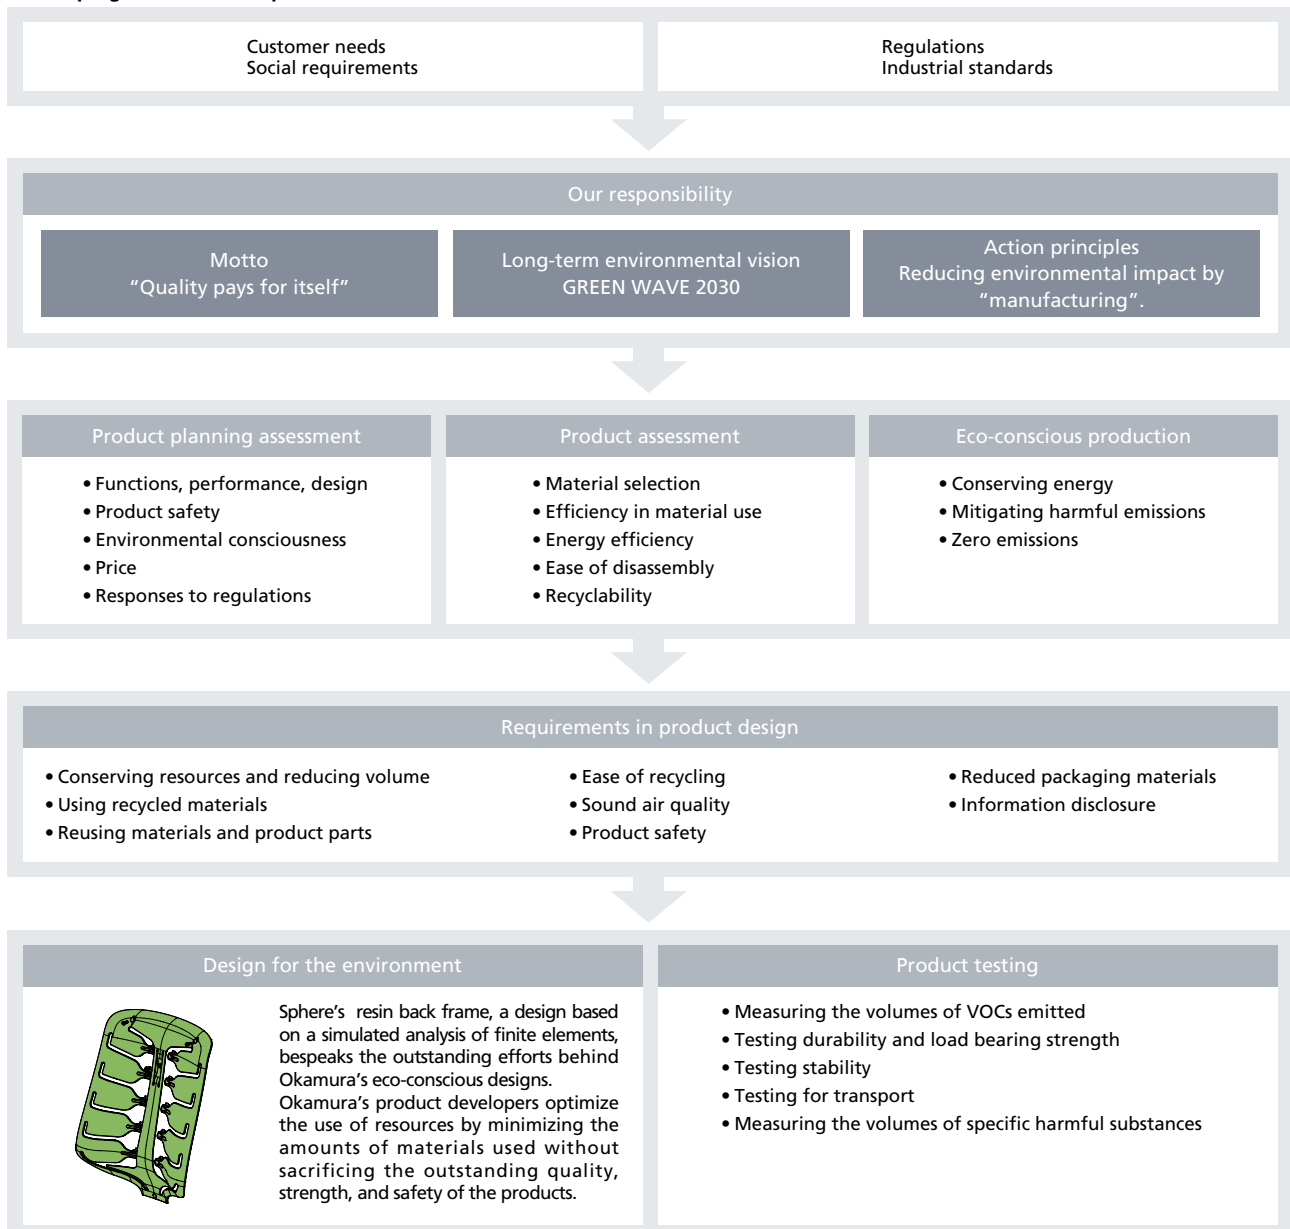 Customer needs
Social requirements
Regulations
Industrial standards
Our responsibility
Motto
“Quality pays for itself”
Long-term environmental vision
GREEN WAVE 2030
Action principles
Reducing environmental impact by
“manufacturing”.
Product planning assessment
• Functions, performance, design
• Product safety
• Environmental consciousness
• Price
• Responses to regulations
Product assessment
• Material selection
• Efficiency in material use
• Energy efficiency
• Ease of disassembly
• Recyclability
Eco-conscious production
• Conserving energy
• Mitigating harmful emissions
• Zero emissions
Requirements in product design
• Conserving resources and reducing volume
• Using recycled materials
• Reusing materials and product parts
• Ease of recycling
• Sound air quality
• Product safety
• Reduced packaging materials
• Information disclosure
Design for the environment
Sphere’s resin back frame, a design based
on a simulated analysis of finite elements,
bespeaks the outstanding efforts behind
Okamura’s eco-conscious designs.
Okamura’s product developers optimize
the use of resources by minimizing the
amounts of materials used without
sacrificing the outstanding quality,
strength, and safety of the products.
Product testing
• Measuring the volumes of VOCs emitted
• Testing durability and load bearing strength
• Testing stability
• Testing for transport
• Measuring the volumes of specific harmful substances